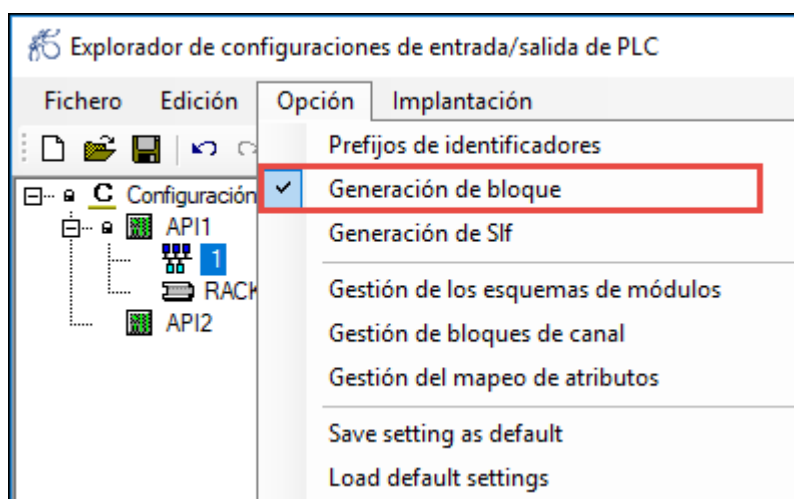 Explorador de configuraciones de entrada/salida de PLC
Fichero Edición Opción Implantación
Prefijos de identificadores
C Configuración
Generación de bloque
API1
Generación de Slf
1
RACK
Gestión de los esquemas de módulos
API2
Gestión de bloques de canal
Gestión del mapeo de atributos
Save setting as default
Load default settings